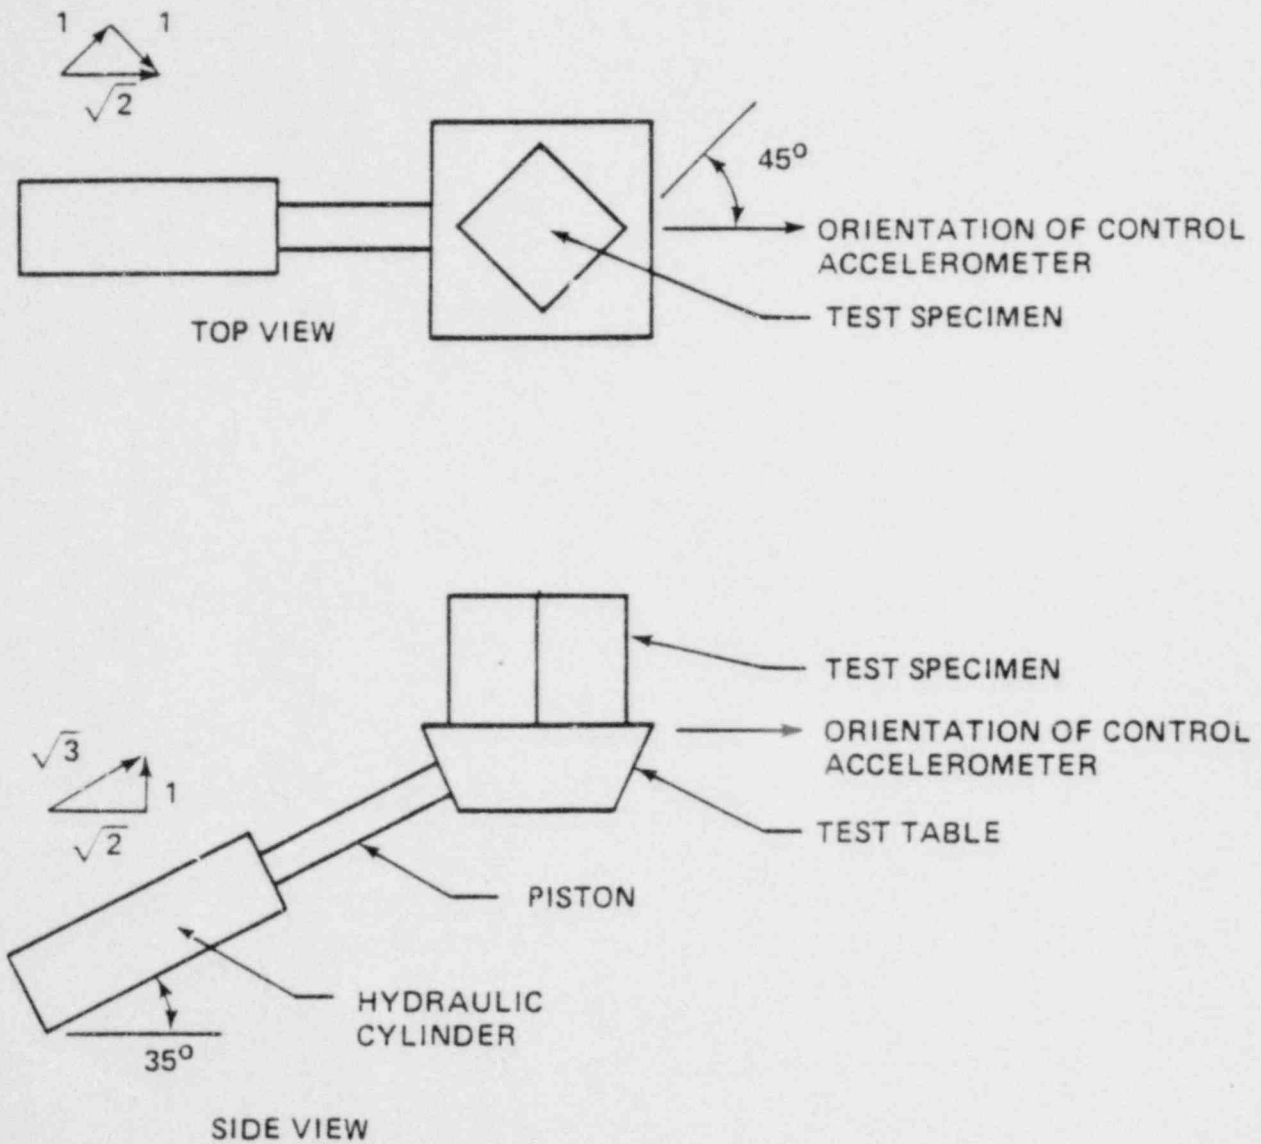 1
1
√2
45°
ORIENTATION OF CONTROL
ACCELEROMETER
TEST SPECIMEN
TOP VIEW
TEST SPECIMEN
ORIENTATION OF CONTROL
ACCELEROMETER
√3
1
√2
TEST TABLE
PISTON
HYDRAULIC
CYLINDER
35°
SIDE VIEW